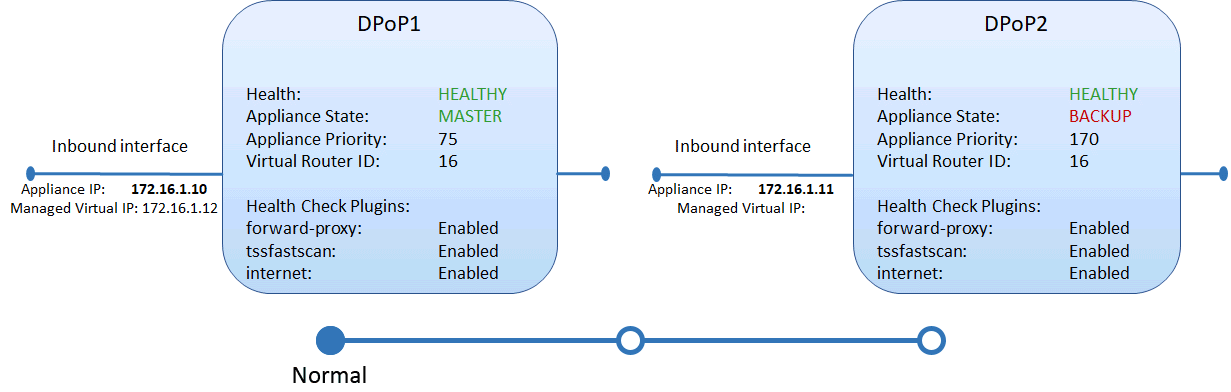 DPoP1
Health: HEALTHY
Appliance State: MASTER
Appliance Priority: 75
Virtual Router ID: 16
Health Check Plugins:
forward-proxy: Enabled
tssfastscan: Enabled
internet: Enabled
Inbound interface
Appliance IP: 172.16.1.10
Managed Virtual IP: 172.16.1.12
DPoP2
Health: HEALTHY
Appliance State: BACKUP
Appliance Priority: 170
Virtual Router ID: 16
Health Check Plugins:
forward-proxy: Enabled
tssfastscan: Enabled
internet: Enabled
Inbound interface
Appliance IP: 172.16.1.11
Managed Virtual IP:
Normal